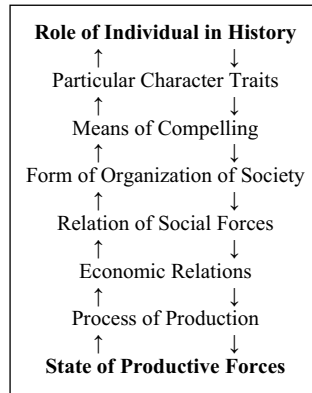 Role of Individual in History
↑ ↓
Particular Character Traits
↑ ↓
Means of Compelling
↑ ↓
Form of Organization of Society
↑ ↓
Relation of Social Forces
↑ ↓
Economic Relations
↑ ↓
Process of Production
↑ ↓
State of Productive Forces